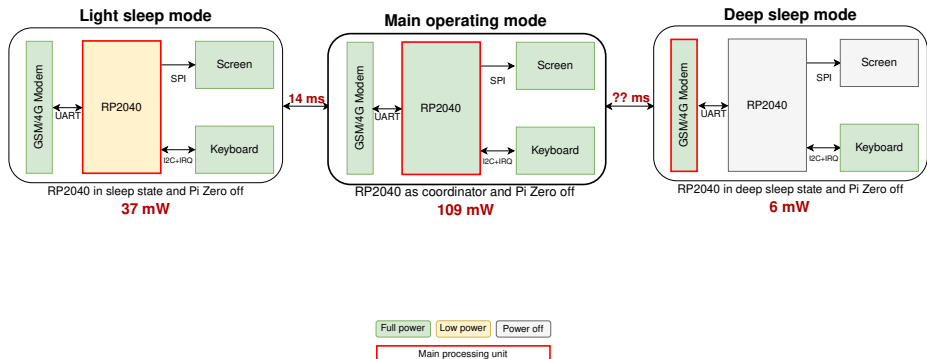 Light sleep mode
GSM/4G Modem
UART
RP2040
SPI
Screen
I2C+IRQ
Keyboard
RP2040 in sleep state and Pi Zero off
37 mW
14 ms
Main operating mode
GSM/4G Modem
UART
RP2040
SPI
Screen
I2C+IRQ
Keyboard
RP2040 as coordinator and Pi Zero off
109 mW
?? ms
Deep sleep mode
GSM/4G Modem
UART
RP2040
SPI
Screen
I2C+IRQ
Keyboard
RP2040 in deep sleep state and Pi Zero off
6 mW
Full power
Low power
Power off
Main processing unit